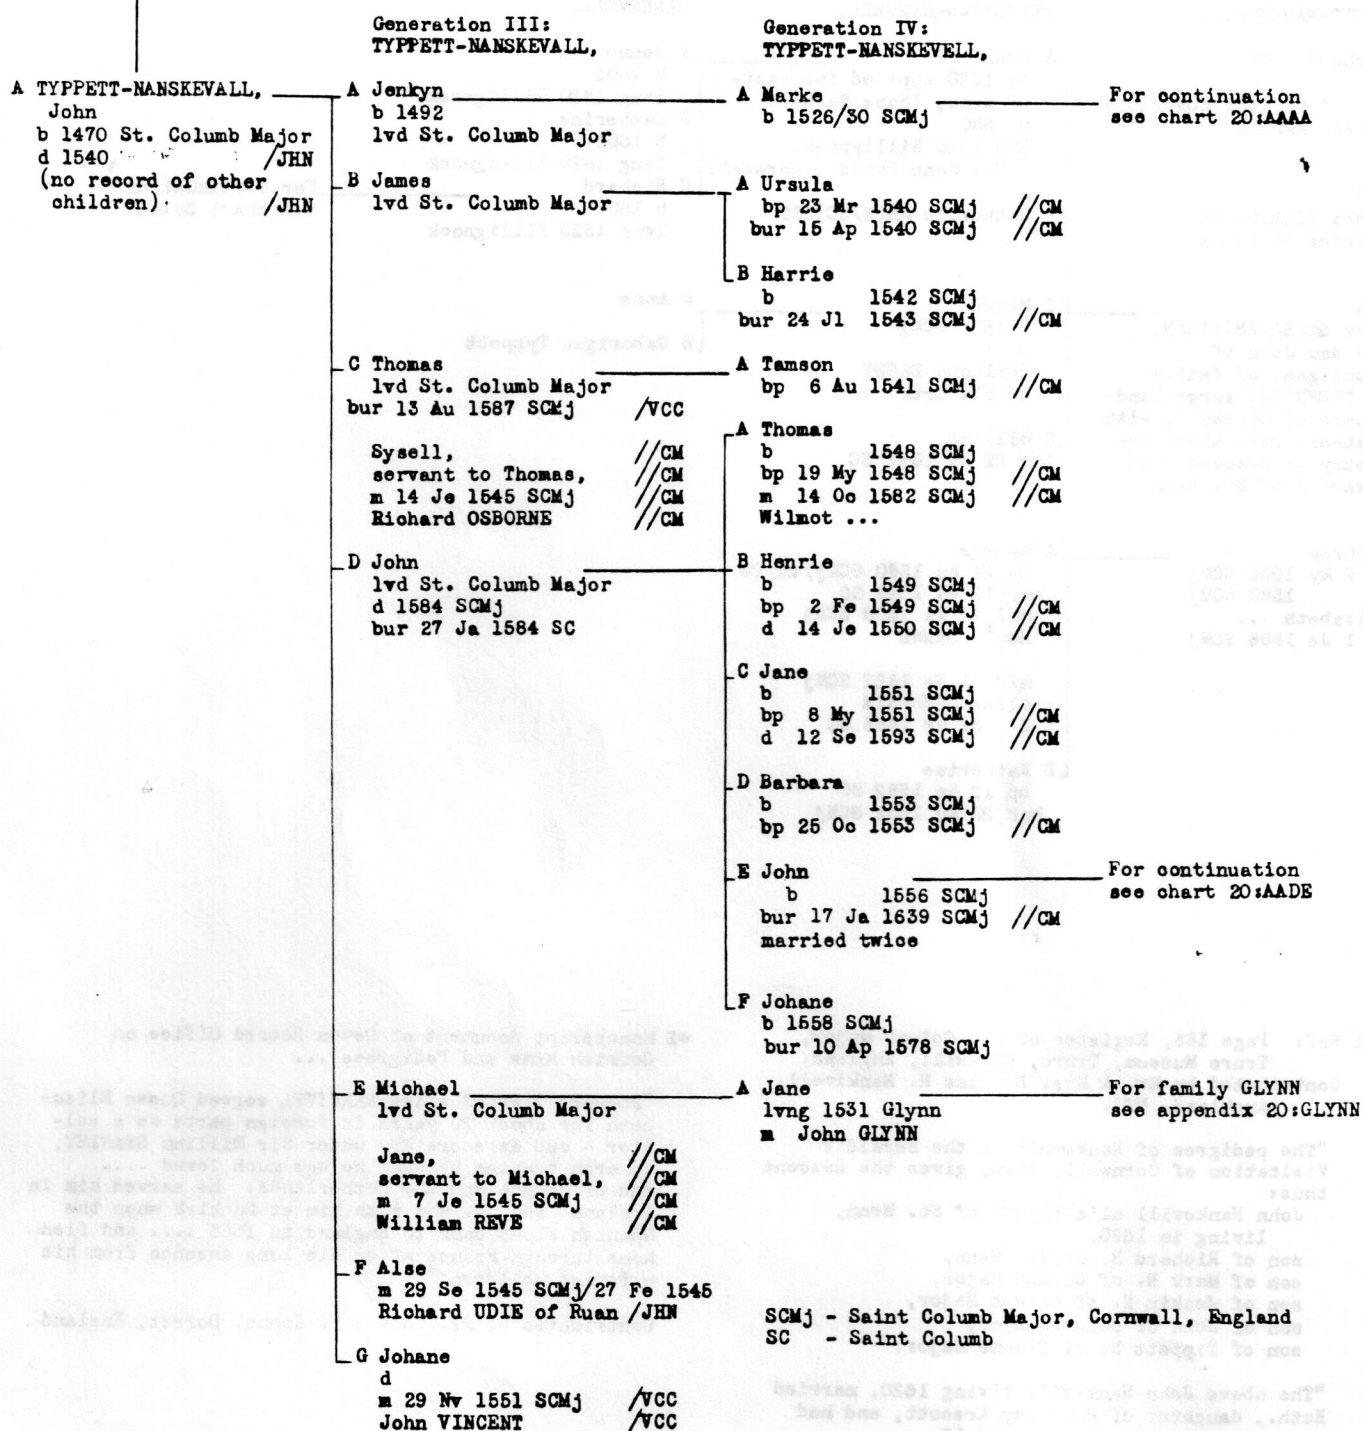 Generation III:
TYPPETT-NANSKEVALL,
Generation IV:
TYPPETT-NANSKEVELL,
A TYPPETT-NANSKEVALL,
John
b 1470 St. Columb Major
d 1540 /JHN
(no record of other
children) /JHN
A Jenkyn
b 1492
lvd St. Columb Major
B James
lvd St. Columb Major
C Thomas
lvd St. Columb Major
bur 13 Au 1587 SCMj /VCC
Sysell, //CM
servant to Thomas, //CM
m 14 Je 1545 SCMj //CM
Richard OSBORNE //CM
D John
lvd St. Columb Major
d 1584 SCMj
bur 27 Ja 1584 SC
E Michael
lvd St. Columb Major
Jane, //CM
servant to Michael, //CM
m 7 Je 1545 SCMj //CM
William REVE //CM
F Alse
m 29 Se 1545 SCMj/27 Fe 1545
Richard UDIE of Ruan /JHN
G Johane
d
m 29 Nv 1551 SCMj /VCC
John VINCENT /VCC
A Marke
b 1526/30 SCMj
For continuation
see chart 20:AAAA
A Ursula
bp 23 Mr 1540 SCMj //CM
bur 15 Ap 1540 SCMj //CM
B Harrie
b 1542 SCMj
bur 24 Jl 1543 SCMj //CM
A Tamson
bp 6 Au 1541 SCMj //CM
A Thomas
b 1548 SCMj
bp 19 My 1548 SCMj //CM
m 14 Oc 1582 SCMj //CM
Wilmot ...
B Henrie
b 1549 SCMj
bp 2 Fe 1549 SCMj //CM
d 14 Je 1550 SCMj //CM
C Jane
b 1551 SCMj
bp 8 My 1551 SCMj //CM
d 12 Se 1593 SCMj //CM
D Barbara
b 1553 SCMj
bp 25 Oc 1553 SCMj //CM
E John
b 1556 SCMj
bur 17 Ja 1639 SCMj //CM
married twice
For continuation
see chart 20:AADE
F Johane
b 1558 SCMj
bur 10 Ap 1578 SCMj
A Jane
lvng 1531 Glynn
m John GLYNN
For family GLYNN
see appendix 20:GLYNN
SCMj - Saint Columb Major, Cornwall, England
SC - Saint Columb